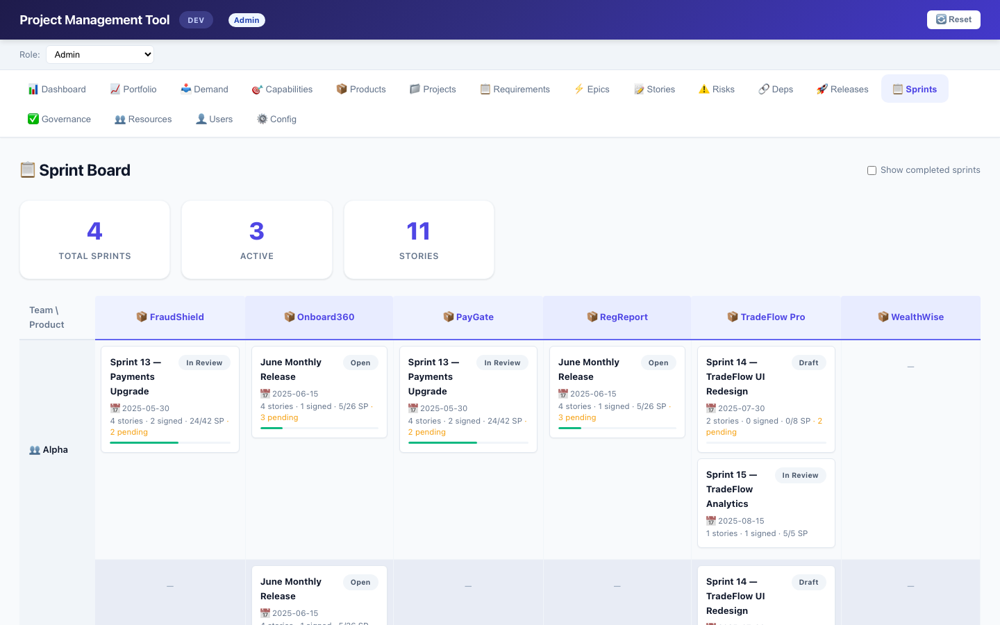 Project Management Tool DEV Admin Reset
Role: Admin
Dashboard Portfolio Demand Capabilities Products Projects Requirements Epics Stories Risks Deps Releases Sprints
Governance Resources Users Config
Sprint Board
Show completed sprints
4
TOTAL SPRINTS
3
ACTIVE
11
STORIES
Team \
Product
FraudShield
Onboard360
PayGate
RegReport
TradeFlow Pro
WealthWise
Alpha
Sprint 13 —
Payments
Upgrade
In Review
2025-05-30
4 stories · 2 signed · 24/42 SP ·
2 pending
June Monthly
Release
Open
2025-06-15
4 stories · 1 signed · 5/26 SP ·
3 pending
Sprint 13 —
Payments
Upgrade
In Review
2025-05-30
4 stories · 2 signed · 24/42 SP ·
2 pending
June Monthly
Release
Open
2025-06-15
4 stories · 1 signed · 5/26 SP ·
3 pending
Sprint 14 —
TradeFlow UI
Redesign
Draft
2025-07-30
2 stories · 0 signed · 0/8 SP · 2
pending
—
Sprint 15 —
TradeFlow
Analytics
In Review
2025-08-15
1 stories · 1 signed · 5/5 SP
—
June Monthly
Release
Open
2025-06-15
—
—
Sprint 14 —
TradeFlow UI
Redesign
Draft
—